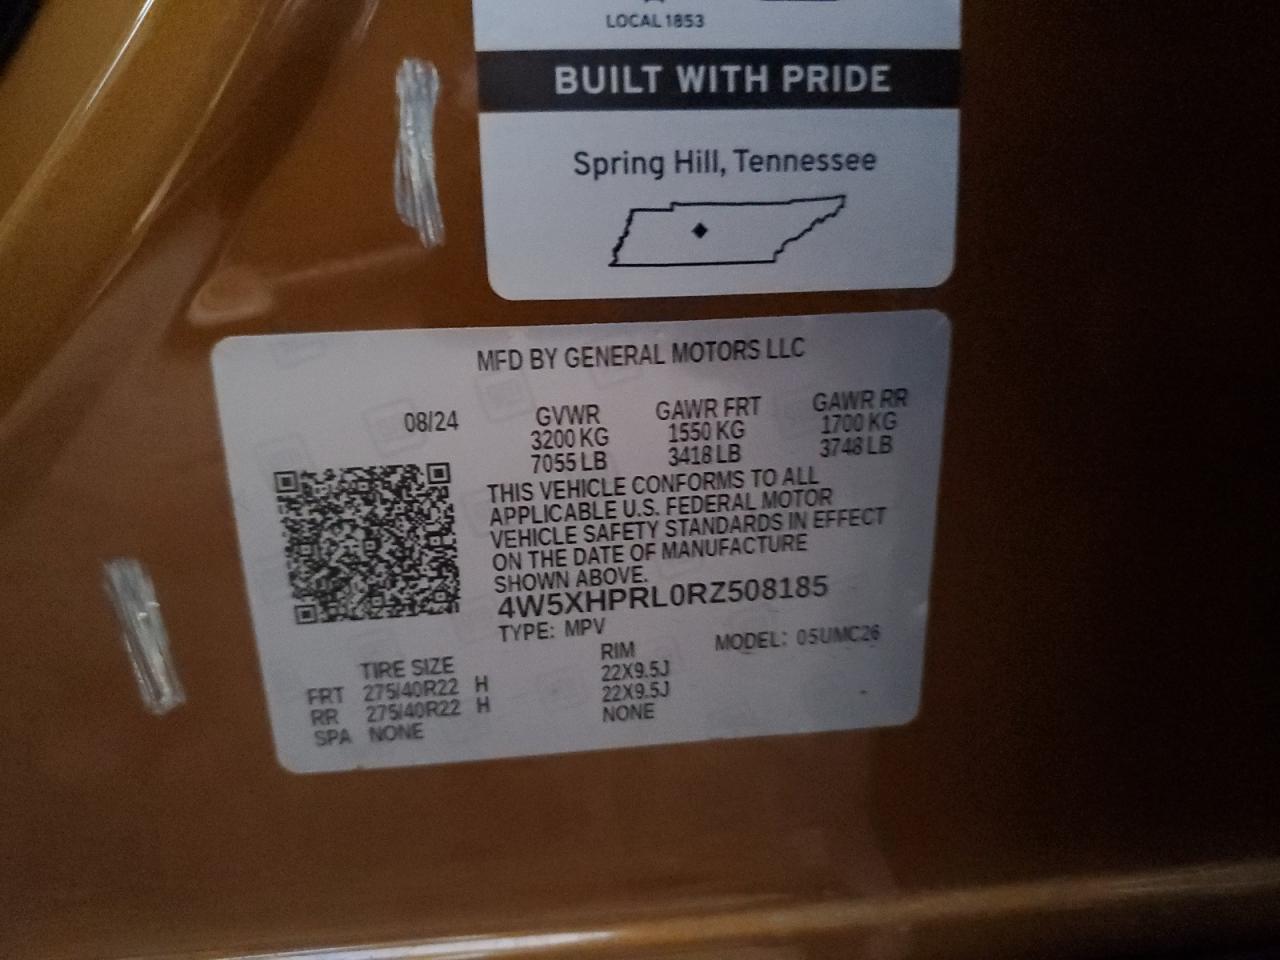 LOCAL 1853
BUILT WITH PRIDE
Spring Hill, Tennessee
MFD BY GENERAL MOTORS LLC
08/24 GVWR GAWR FRT GAWR RR
3200 KG 1550 KG 1700 KG
7055 LB 3418 LB 3748 LB
THIS VEHICLE CONFORMS TO ALL
APPLICABLE U.S. FEDERAL MOTOR
VEHICLE SAFETY STANDARDS IN EFFECT
ON THE DATE OF MANUFACTURE
SHOWN ABOVE.
4W5XHPRL0RZ508185
TYPE: MPV MODEL: 05UMC26
TIRE SIZE RIM
FRT 275/40R22 H 22X9.5J
RR 275/40R22 H 22X9.5J
SPA NONE NONE